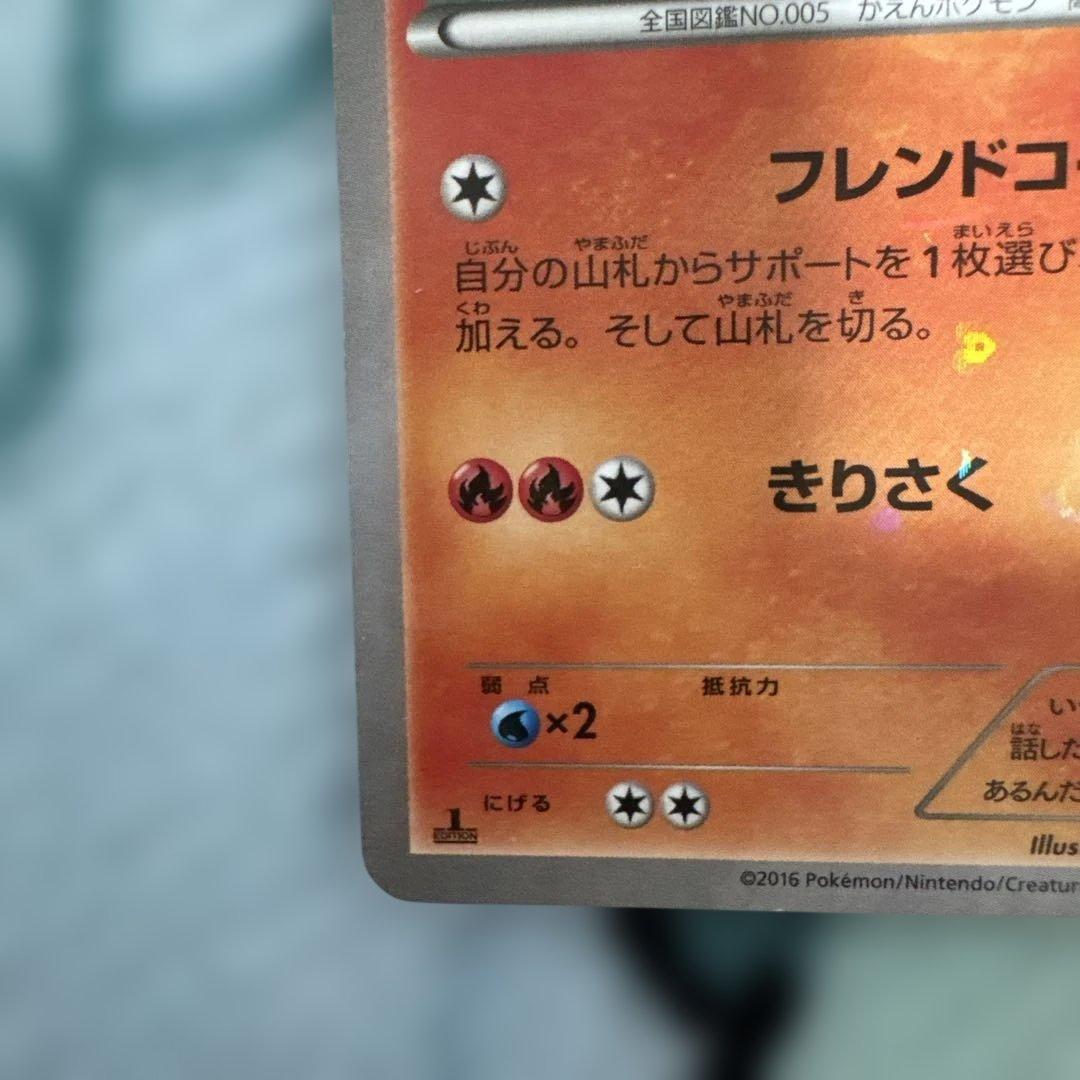 全国図鑑NO.005 かえんポケモン
フレンドコ
じぶん やまふだ まいえら
自分の山札からサポートを1枚選び
くわ やまふだ き
加える。そして山札を切る。
きりさく
弱点 抵抗力
×2
い
はな
話した
あるんだ
にげる
1
EDITION
Illus
©2016 Pokémon/Nintendo/Creatur